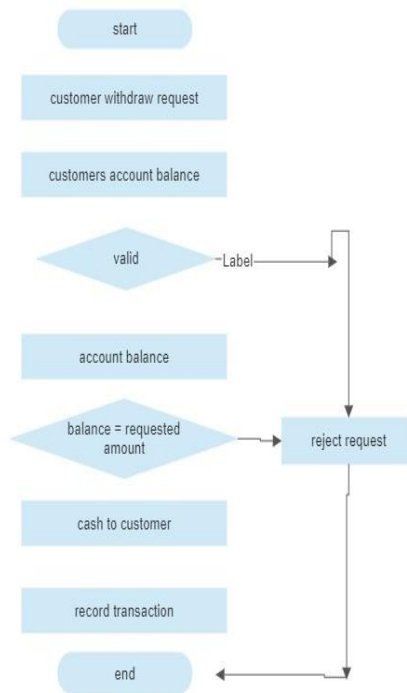 start
customer withdraw request
customers account balance
valid
Label
account balance
balance = requested
amount
reject request
cash to customer
record transaction
end